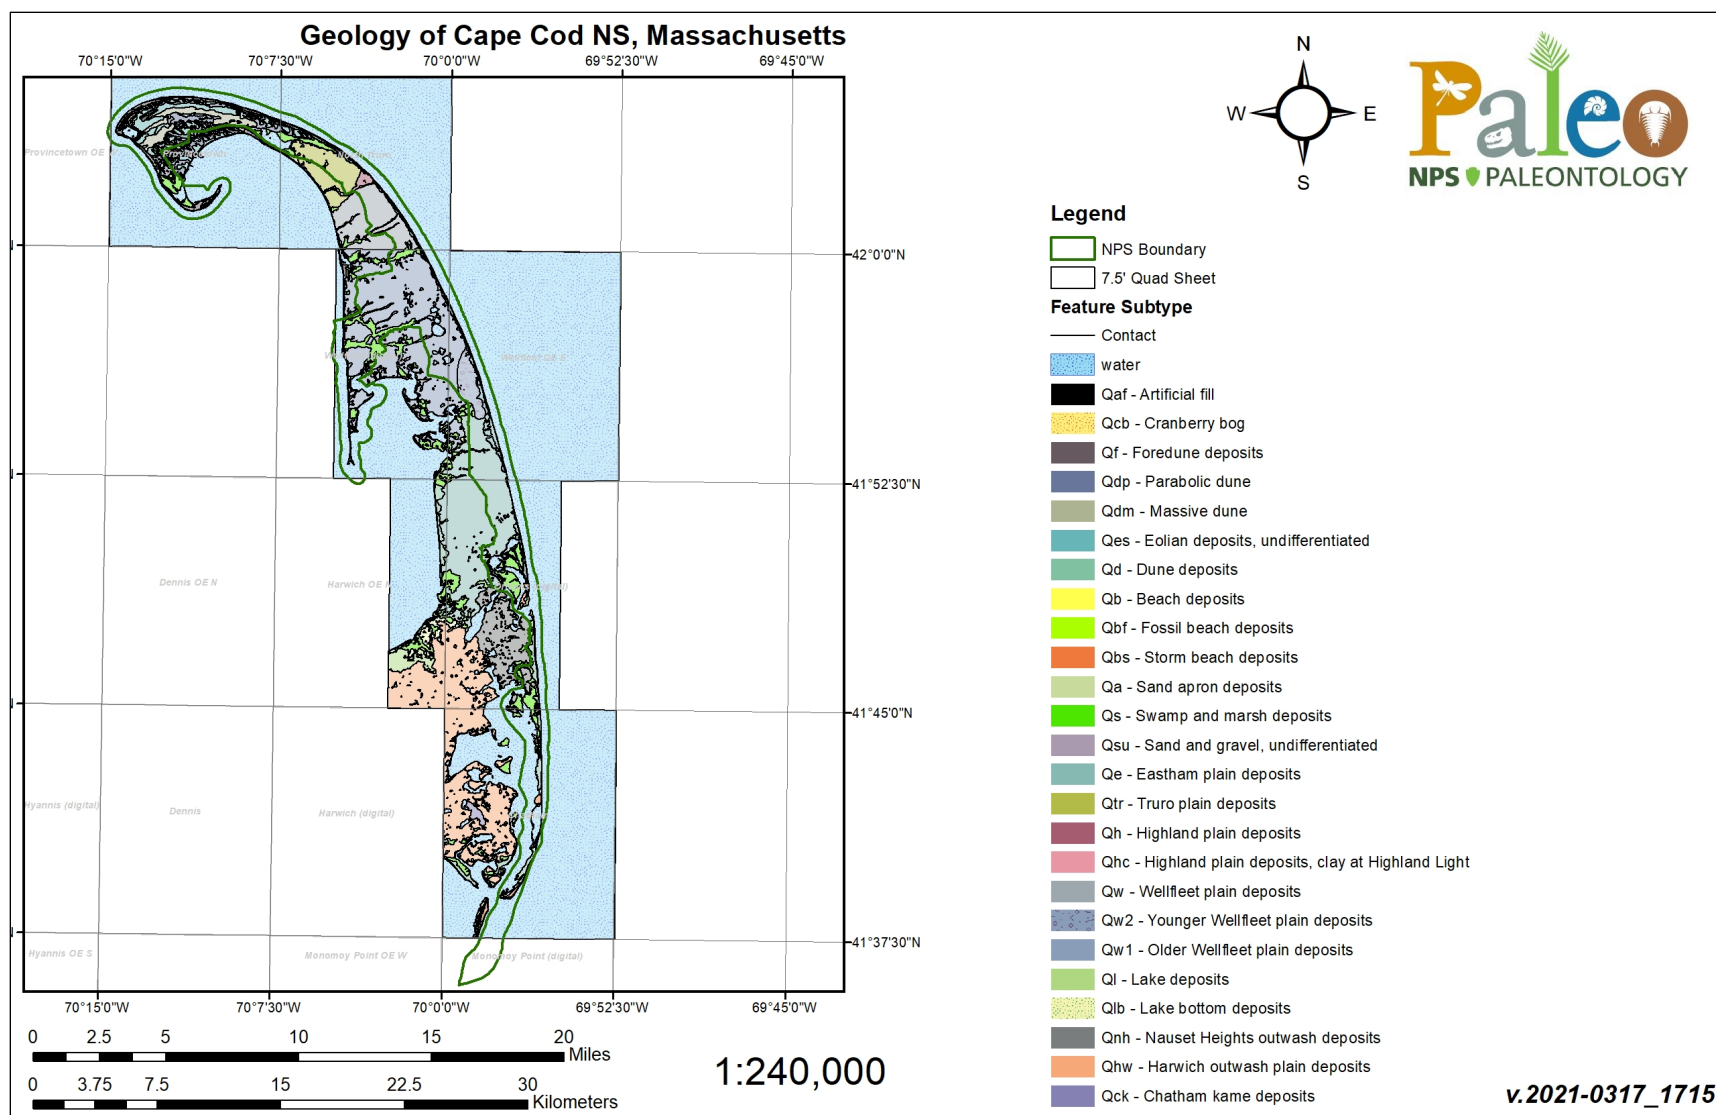 Geology of Cape Cod NS, Massachusetts
70°15'0"W 70°7'30"W 70°0'0"W 69°52'30"W 69°45'0"W
N
W E
S
Paleo
NPS PALEONTOLOGY
Provincetown OE
42°0'0"N
Wellfleet OE S
41°52'30"N
Dennis OE N
Harwich OE N
41°45'0"N
Hyannis (digital)
Dennis
Harwich (digital)
41°37'30"N
Hyannis OE S
Monomoy Point OE W
Monomoy Point (digital)
70°15'0"W 70°7'30"W 70°0'0"W 69°52'30"W 69°45'0"W
0 2.5 5 10 15 20
Miles
0 3.75 7.5 15 22.5 30
Kilometers
1:240,000
Legend
NPS Boundary
7.5' Quad Sheet
Feature Subtype
Contact
water
Qaf - Artificial fill
Qcb - Cranberry bog
Qf - Foredune deposits
Qdp - Parabolic dune
Qdm - Massive dune
Qes - Eolian deposits, undifferentiated
Qd - Dune deposits
Qb - Beach deposits
Qbf - Fossil beach deposits
Qbs - Storm beach deposits
Qa - Sand apron deposits
Qs - Swamp and marsh deposits
Qsu - Sand and gravel, undifferentiated
Qe - Eastham plain deposits
Qtr - Truro plain deposits
Qh - Highland plain deposits
Qhc - Highland plain deposits, clay at Highland Light
Qw - Wellfleet plain deposits
Qw2 - Younger Wellfleet plain deposits
Qw1 - Older Wellfleet plain deposits
Ql - Lake deposits
Qlb - Lake bottom deposits
Qnh - Nauset Heights outwash deposits
Qhw - Harwich outwash plain deposits
Qck - Chatham kame deposits
v.2021-0317_1715